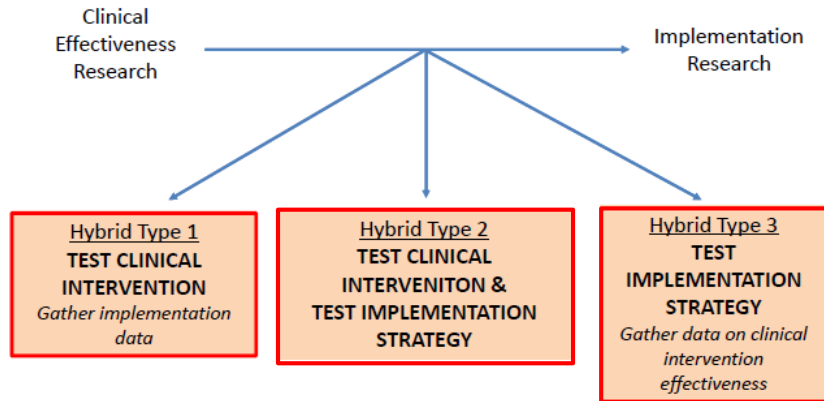 Clinical
Effectiveness
Research
Implementation
Research
Hybrid Type 1
TEST CLINICAL
INTERVENTION
Gather implementation
data
Hybrid Type 2
TEST CLINICAL
INTERVENITON &
TEST IMPLEMENTATION
STRATEGY
Hybrid Type 3
TEST
IMPLEMENTATION
STRATEGY
Gather data on clinical
intervention
effectiveness